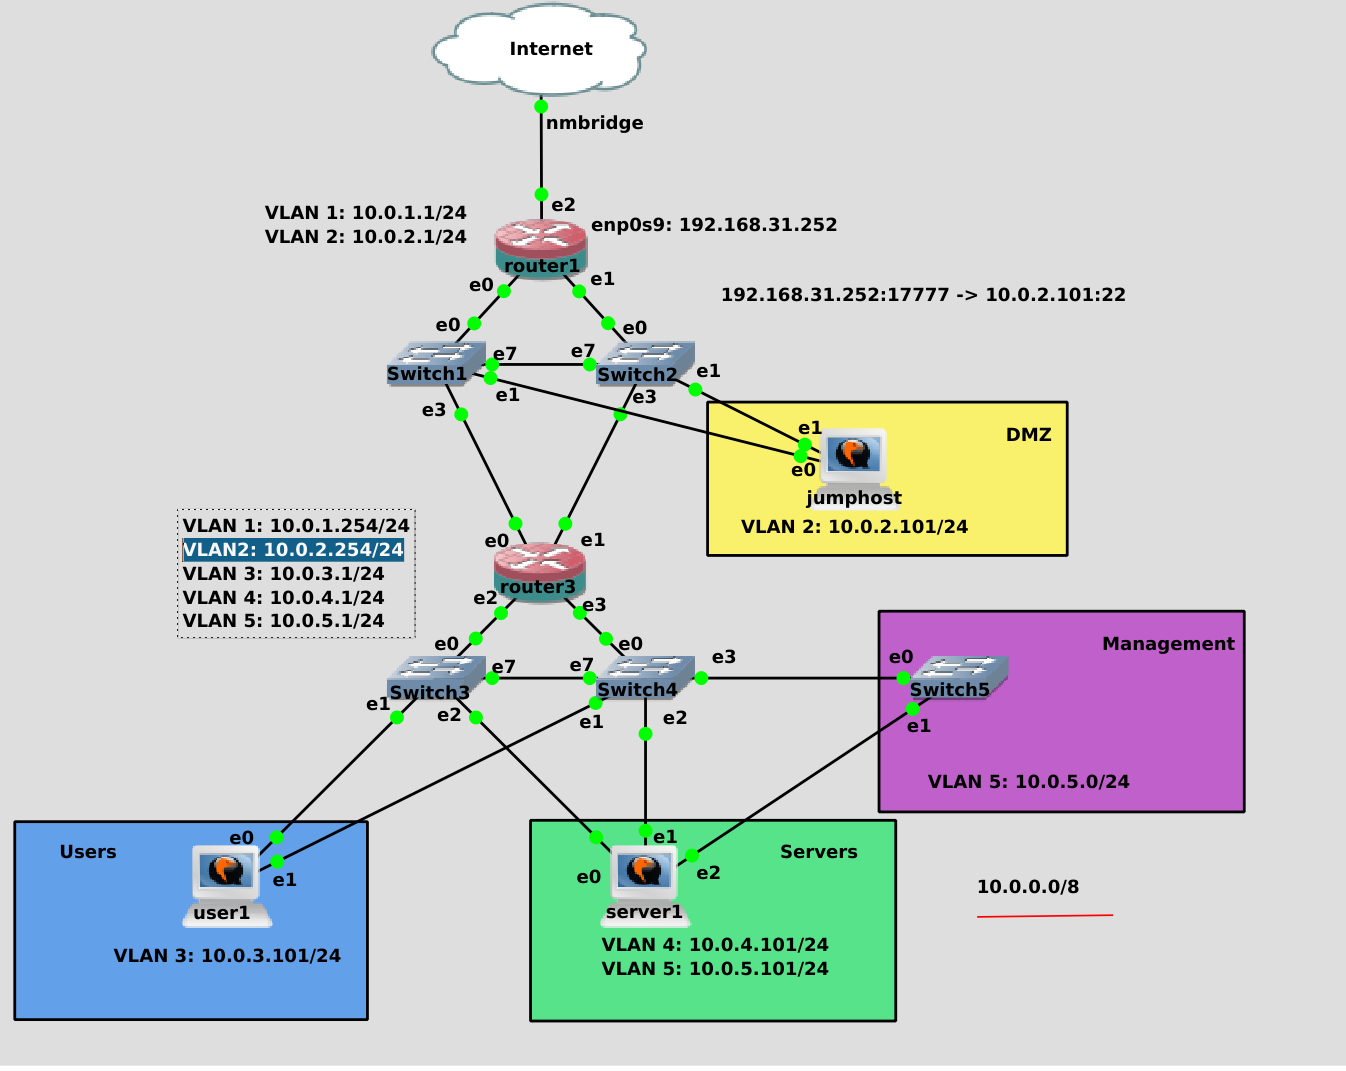 Internet
nmbridge
e2
VLAN 1: 10.0.1.1/24
VLAN 2: 10.0.2.1/24
enp0s9: 192.168.31.252
router1
e0
e1
192.168.31.252:17777 -> 10.0.2.101:22
e0
e0
e7
e7
Switch1
Switch2
e1
e1
e3
e3
DMZ
e1
e0
jumphost
VLAN 2: 10.0.2.101/24
VLAN 1: 10.0.1.254/24
VLAN2: 10.0.2.254/24
VLAN 3: 10.0.3.1/24
VLAN 4: 10.0.4.1/24
VLAN 5: 10.0.5.1/24
e0
e1
router3
e2
e3
e0
e0
e7
e7
e3
Switch3
Switch4
e1
e2
e1
e2
Management
e0
Switch5
e1
VLAN 5: 10.0.5.0/24
Users
e0
e1
user1
VLAN 3: 10.0.3.101/24
Servers
e1
e0
e2
server1
VLAN 4: 10.0.4.101/24
VLAN 5: 10.0.5.101/24
10.0.0.0/8